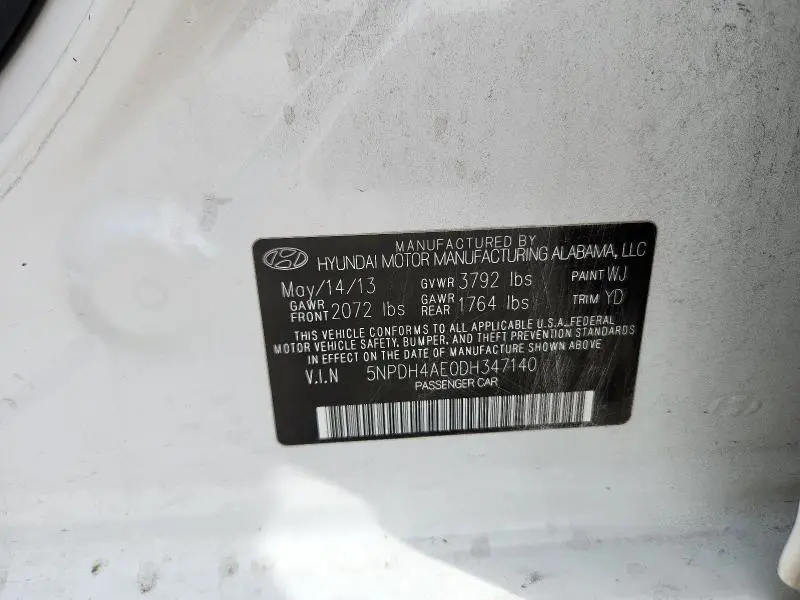 MANUFACTURED BY
HYUNDAI MOTOR MANUFACTURING ALABAMA, LLC
May/14/13 GVWR 3792 lbs PAINT WJ
GAWR FRONT 2072 lbs GAWR REAR 1764 lbs TRIM YD
THIS VEHICLE CONFORMS TO ALL APPLICABLE U.S.A. FEDERAL
MOTOR VEHICLE SAFETY, BUMPER, AND THEFT PREVENTION STANDARDS
IN EFFECT ON THE DATE OF MANUFACTURE SHOWN ABOVE
V.I.N 5NPDH4AE0DH347140
PASSENGER CAR